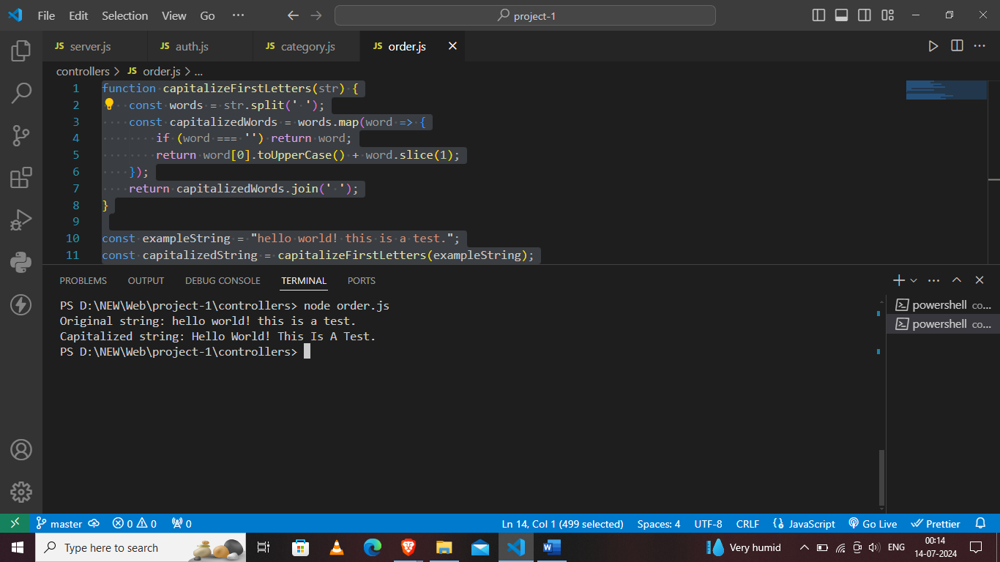 File Edit Selection View Go ··· project-1
JS server.js JS auth.js JS category.js JS order.js
controllers > JS order.js > ...
1 function capitalizeFirstLetters(str) {
2 const words = str.split(' ');
3 const capitalizedWords = words.map(word => {
4 if (word === '') return word;
5 return word[0].toUpperCase() + word.slice(1);
6 });
7 return capitalizedWords.join(' ');
8 }
9
10 const exampleString = "hello world! this is a test.";
11 const capitalizedString = capitalizeFirstLetters(exampleString);
PROBLEMS OUTPUT DEBUG CONSOLE TERMINAL PORTS
PS D:\NEW\Web\project-1\controllers> node order.js
Original string: hello world! this is a test.
Capitalized string: Hello World! This Is A Test.
PS D:\NEW\Web\project-1\controllers>
powershell co...
powershell co...
master 0 0 0 Ln 14, Col 1 (499 selected) Spaces: 4 UTF-8 CRLF JavaScript Go Live Prettier
Type here to search Very humid ENG 00:14
14-07-2024